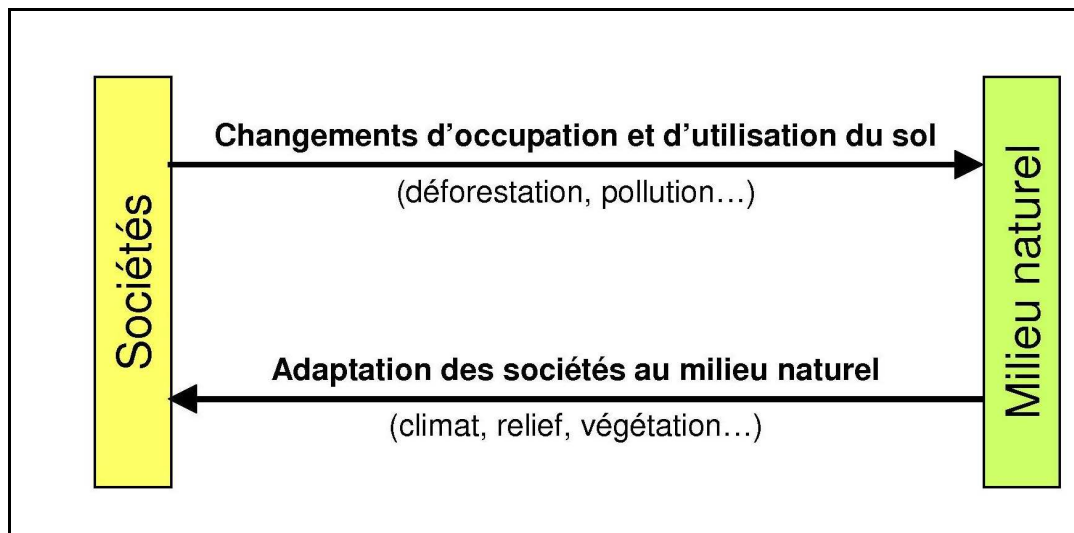 Sociétés
Changements d'occupation et d'utilisation du sol
(déforestation, pollution…)
Adaptation des sociétés au milieu naturel
(climat, relief, végétation…)
Milieu naturel